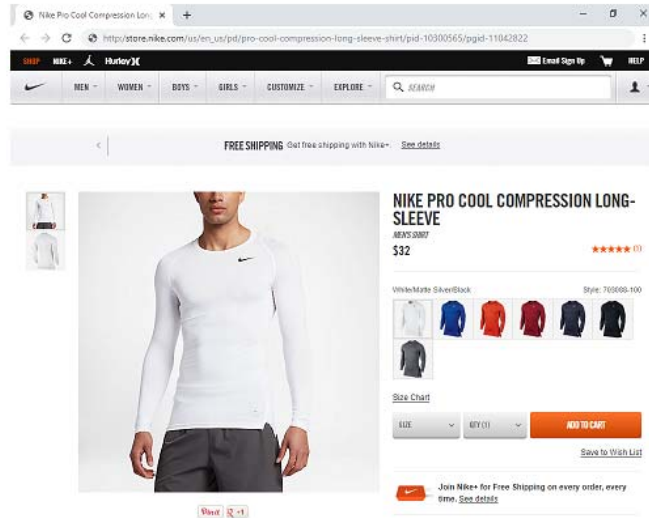 Nike Pro Cool Compression Lon
http://store.nike.com/us/en_us/pd/pro-cool-compression-long-sleeve-shirt/pid-10300565/pgid-11042822
SHOP NIKE+ Hurley Email Sign Up HELP
MEN WOMEN BOYS GIRLS CUSTOMIZE EXPLORE SEARCH
FREE SHIPPING Get free shipping with Nike+. See details
NIKE PRO COOL COMPRESSION LONG-
SLEEVE
MEN'S SHIRT
$32 (1)
White/Matte Silver/Black Style: 703088-100
Size Chart
SIZE QTY (1) ADD TO CART
Save to Wish List
Join Nike+ for Free Shipping on every order, every
time. See details
Pin it +1